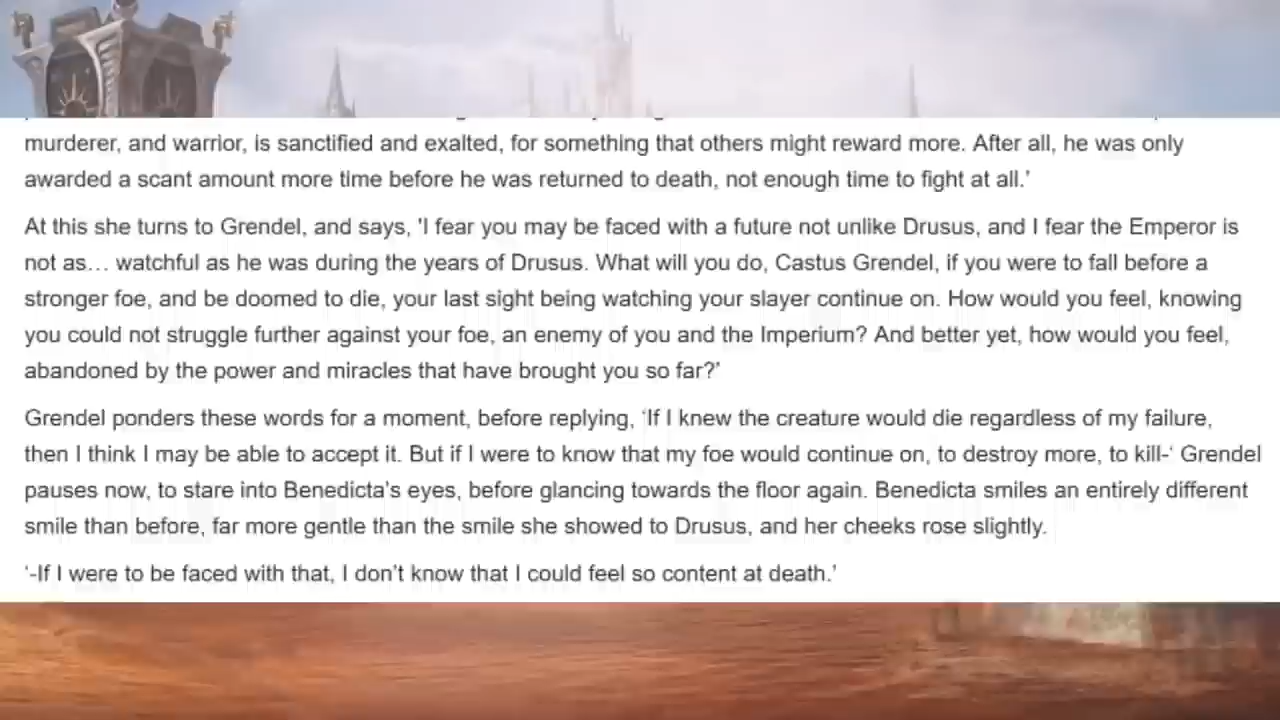 murderer, and warrior, is sanctified and exalted, for something that others might reward more. After all, he was only
awarded a scant amount more time before he was returned to death, not enough time to fight at all.’
At this she turns to Grendel, and says, 'I fear you may be faced with a future not unlike Drusus, and I fear the Emperor is
not as… watchful as he was during the years of Drusus. What will you do, Castus Grendel, if you were to fall before a
stronger foe, and be doomed to die, your last sight being watching your slayer continue on. How would you feel, knowing
you could not struggle further against your foe, an enemy of you and the Imperium? And better yet, how would you feel,
abandoned by the power and miracles that have brought you so far?’
Grendel ponders these words for a moment, before replying, ‘If I knew the creature would die regardless of my failure,
then I think I may be able to accept it. But if I were to know that my foe would continue on, to destroy more, to kill-‘ Grendel
pauses now, to stare into Benedicta's eyes, before glancing towards the floor again. Benedicta smiles an entirely different
smile than before, far more gentle than the smile she showed to Drusus, and her cheeks rose slightly.
‘-If I were to be faced with that, I don’t know that I could feel so content at death.’